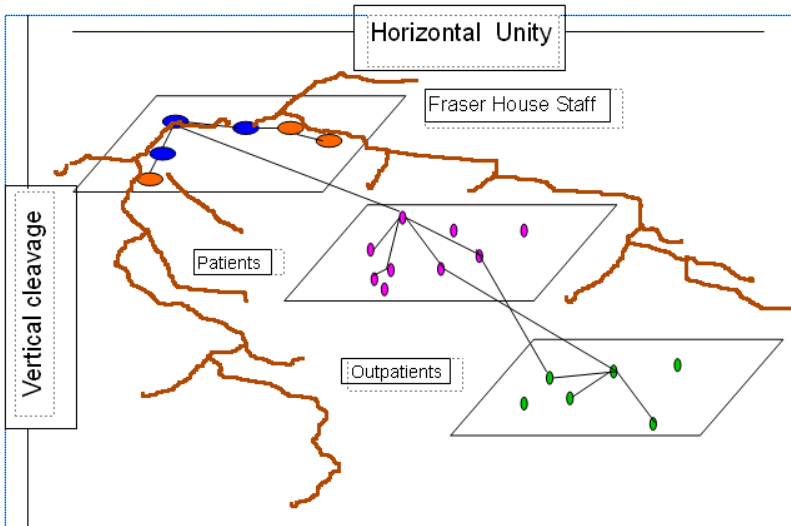 Horizontal Unity
Fraser House Staff
Vertical cleavage
Patients
Outpatients